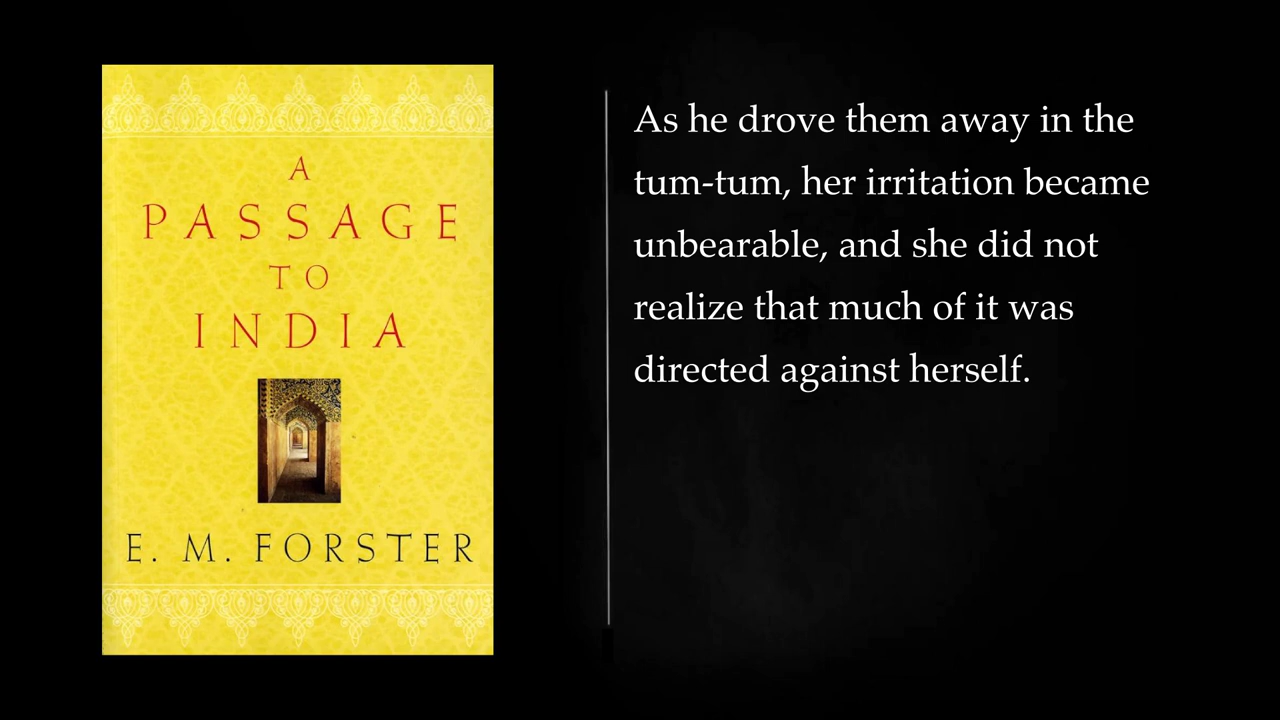 A
PASSAGE
TO
INDIA
E. M. FORSTER
As he drove them away in the
tum-tum, her irritation became
unbearable, and she did not
realize that much of it was
directed against herself.